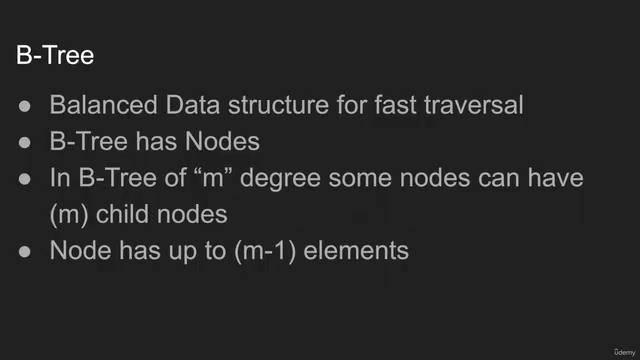 B-Tree
● Balanced Data structure for fast traversal
● B-Tree has Nodes
● In B-Tree of “m” degree some nodes can have
(m) child nodes
● Node has up to (m-1) elements
ûdemy